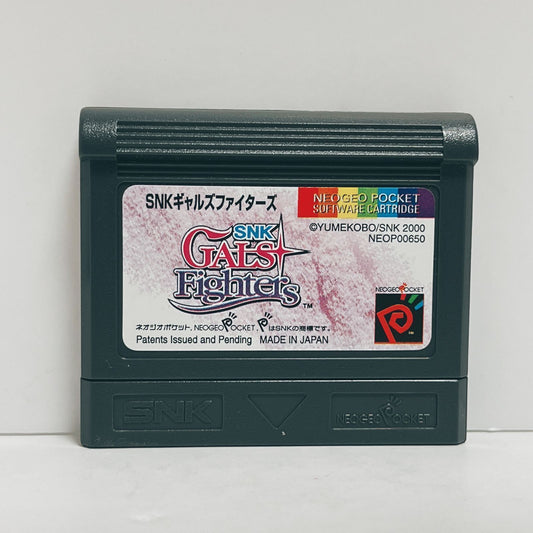 SNKギャルズファイターズ
NEOGEO POCKET
SOFTWARE CARTRIDGE
©YUMEKOBO/SNK 2000
NEOP00650
SNK
GALS
Fighters™
NEOGEO POCKET
™
ネオジオポケット、NEOGEO POCKET、PはSNKの商標です。
Patents Issued and Pending MADE IN JAPAN
SNK
NEOGEO POCKET